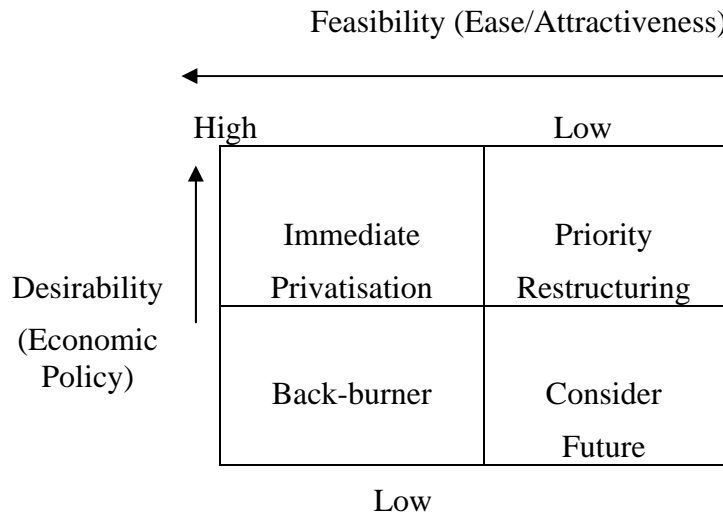 Feasibility (Ease/Attractiveness)
High Low
Immediate Priority
Desirability Privatisation Restructuring
(Economic
Policy) Back-burner Consider
Future
Low